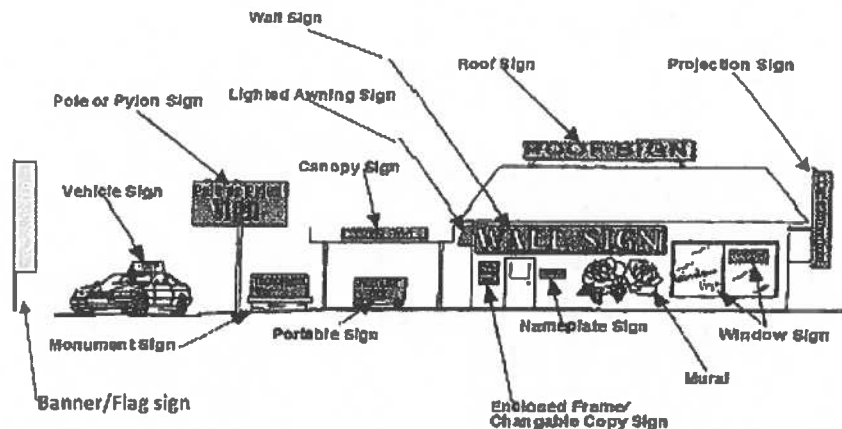 Wall Sign
Roof Sign
Projection Sign
Lighted Awning Sign
Pole or Pylon Sign
Canopy Sign
Vehicle Sign
ROOF SIGN
WALL SIGN
Monument Sign
Portable Sign
Nameplate Sign
Window Sign
Mural
Banner/Flag sign
Enclosed Frame/
Changable Copy Sign